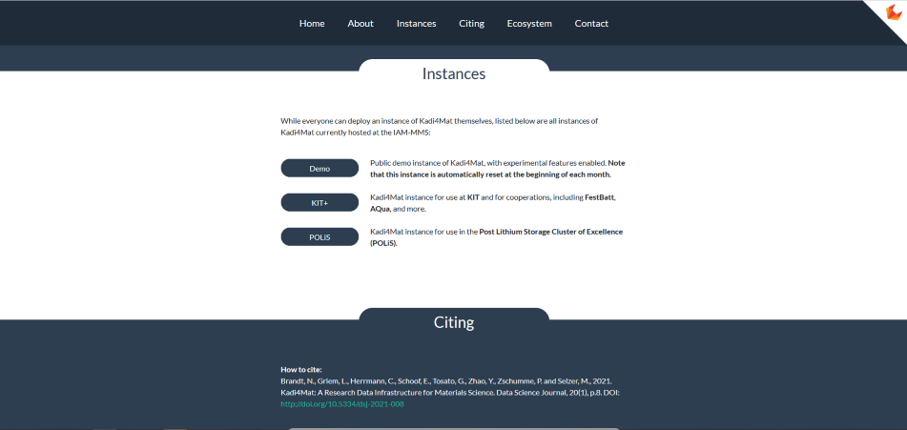 Home About Instances Citing Ecosystem Contact
Instances
While everyone can deploy an instance of Kadi4Mat themselves, listed below are all instances of
Kadi4Mat currently hosted at the IAM-MMS:
Demo
Public demo instance of Kadi4Mat, with experimental features enabled. Note
that this instance is automatically reset at the beginning of each month.
KIT+
Kadi4Mat instance for use at KIT and for cooperations, including FestBatt,
AQua, and more.
POLiS
Kadi4Mat instance for use in the Post Lithium Storage Cluster of Excellence
(POLiS).
Citing
How to cite:
Brandt, N., Griem, L., Herrmann, C., Schoof, E., Tosato, G., Zhao, Y., Zschumme, P. and Selzer, M., 2021.
Kadi4Mat: A Research Data Infrastructure for Materials Science. Data Science Journal, 20(1), p.8. DOI:
http://doi.org/10.5334/dsj-2021-008